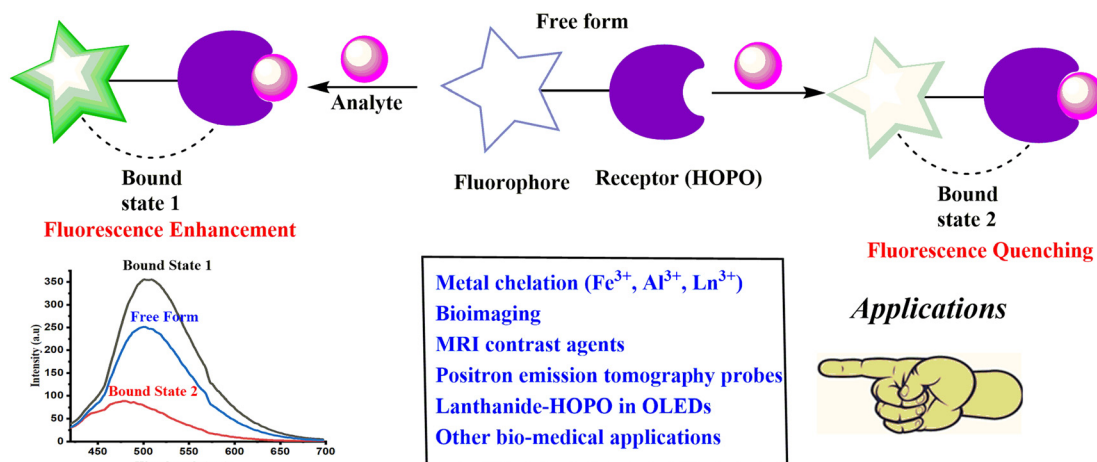 Free form
Analyte
Fluorophore
Receptor (HOPO)
Bound
state 1
Fluorescence Enhancement
Bound
state 2
Fluorescence Quenching
Bound State 1
Free Form
Bound State 2
Intensity (a.u)
350
300
250
200
150
100
50
0
450 500 550 600 650 700
Metal chelation (Fe³⁺, Al³⁺, Ln³⁺)
Bioimaging
MRI contrast agents
Positron emission tomography probes
Lanthanide-HOPO in OLEDs
Other bio-medical applications
Applications